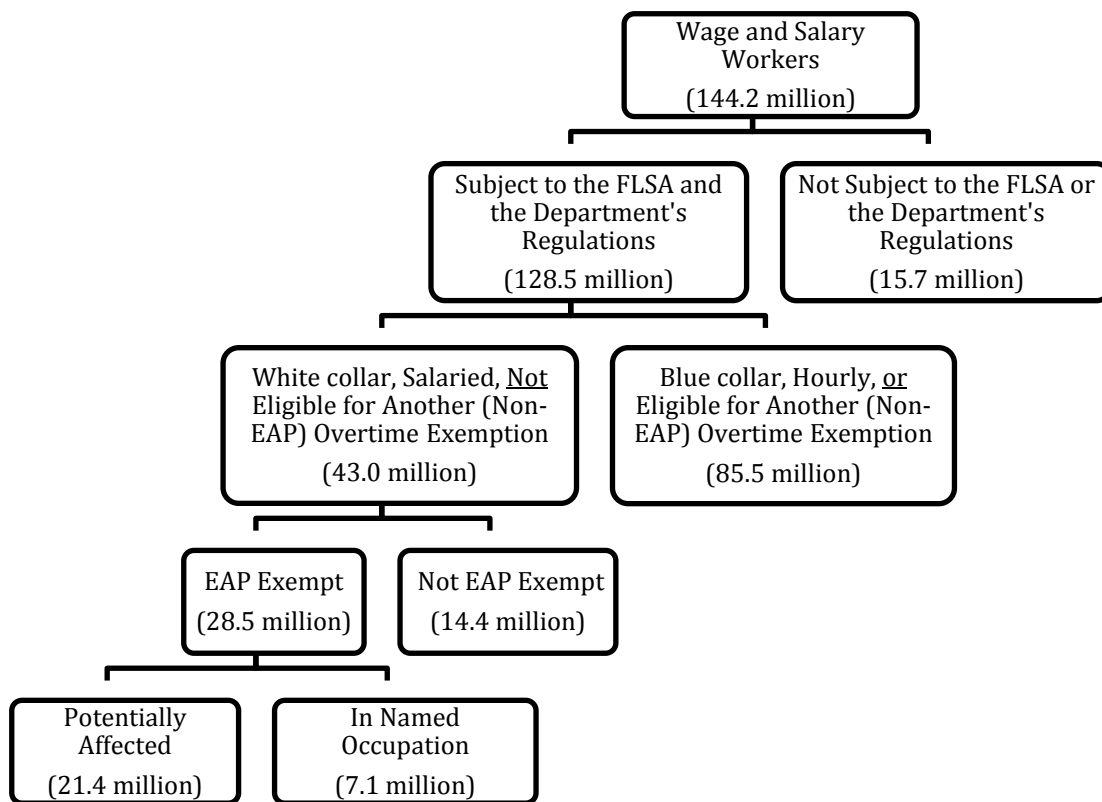 Wage and Salary
Workers
(144.2 million)
Subject to the FLSA and
the Department's
Regulations
(128.5 million)
Not Subject to the FLSA or
the Department's
Regulations
(15.7 million)
White collar, Salaried, Not
Eligible for Another (Non-
EAP) Overtime Exemption
(43.0 million)
Blue collar, Hourly, or
Eligible for Another (Non-
EAP) Overtime Exemption
(85.5 million)
EAP Exempt
(28.5 million)
Not EAP Exempt
(14.4 million)
Potentially
Affected
(21.4 million)
In Named
Occupation
(7.1 million)